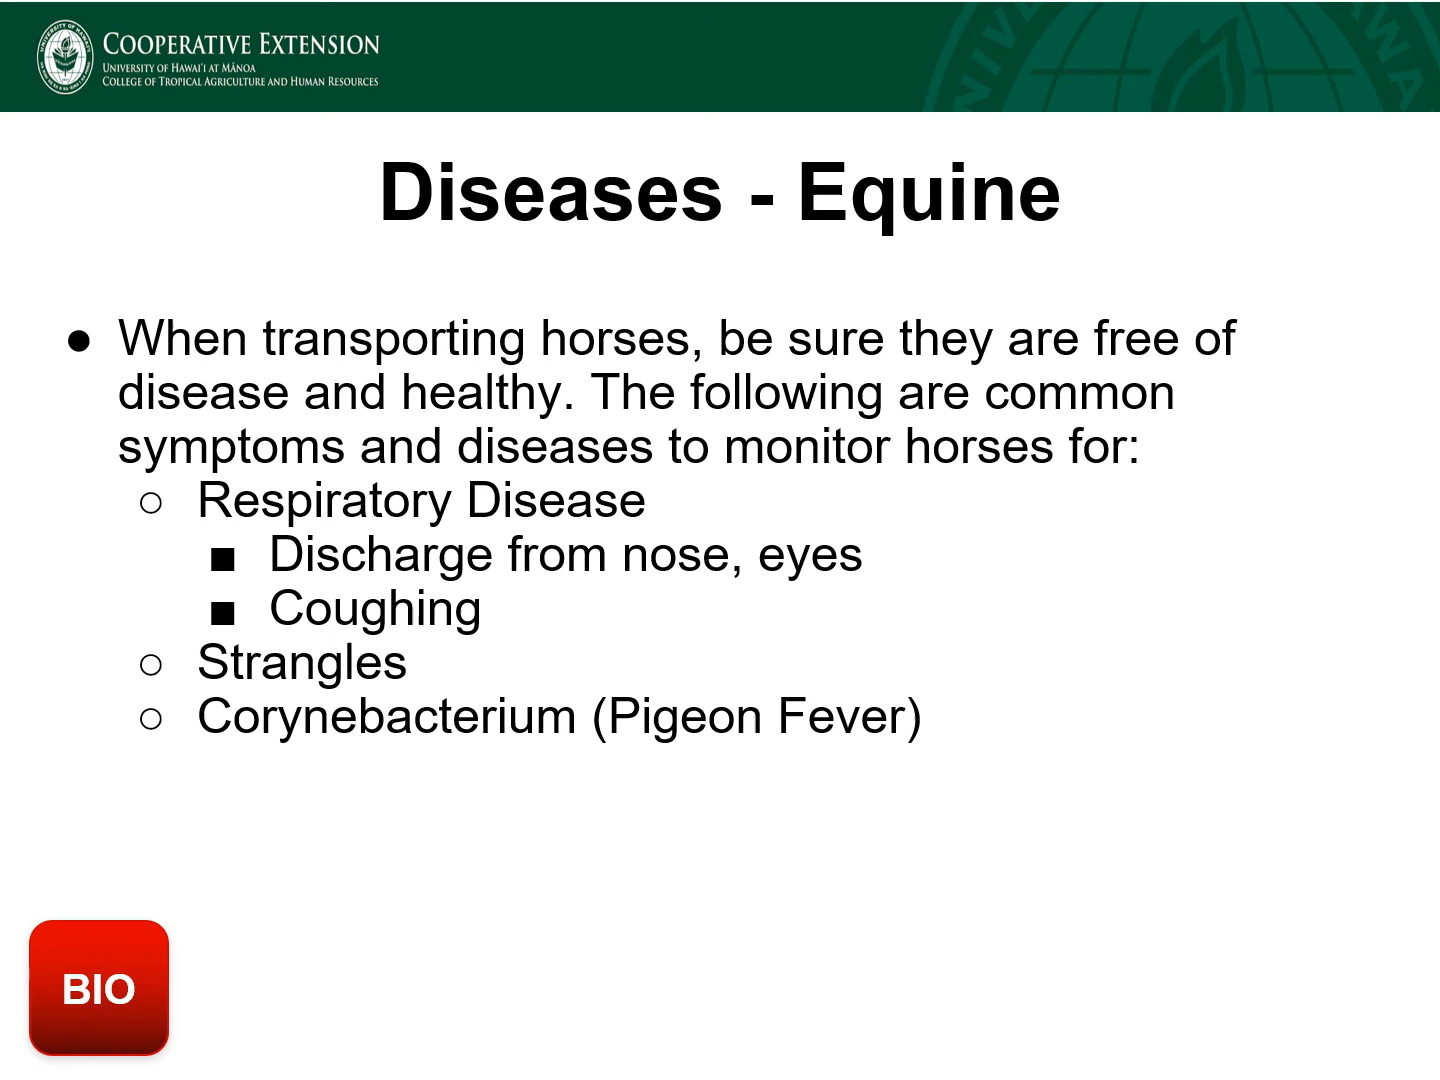 COOPERATIVE EXTENSION
UNIVERSITY OF HAWAI'I AT MĀNOA
COLLEGE OF TROPICAL AGRICULTURE AND HUMAN RESOURCES
Diseases - Equine
● When transporting horses, be sure they are free of
disease and healthy. The following are common
symptoms and diseases to monitor horses for:
○ Respiratory Disease
■ Discharge from nose, eyes
■ Coughing
○ Strangles
○ Corynebacterium (Pigeon Fever)
BIO